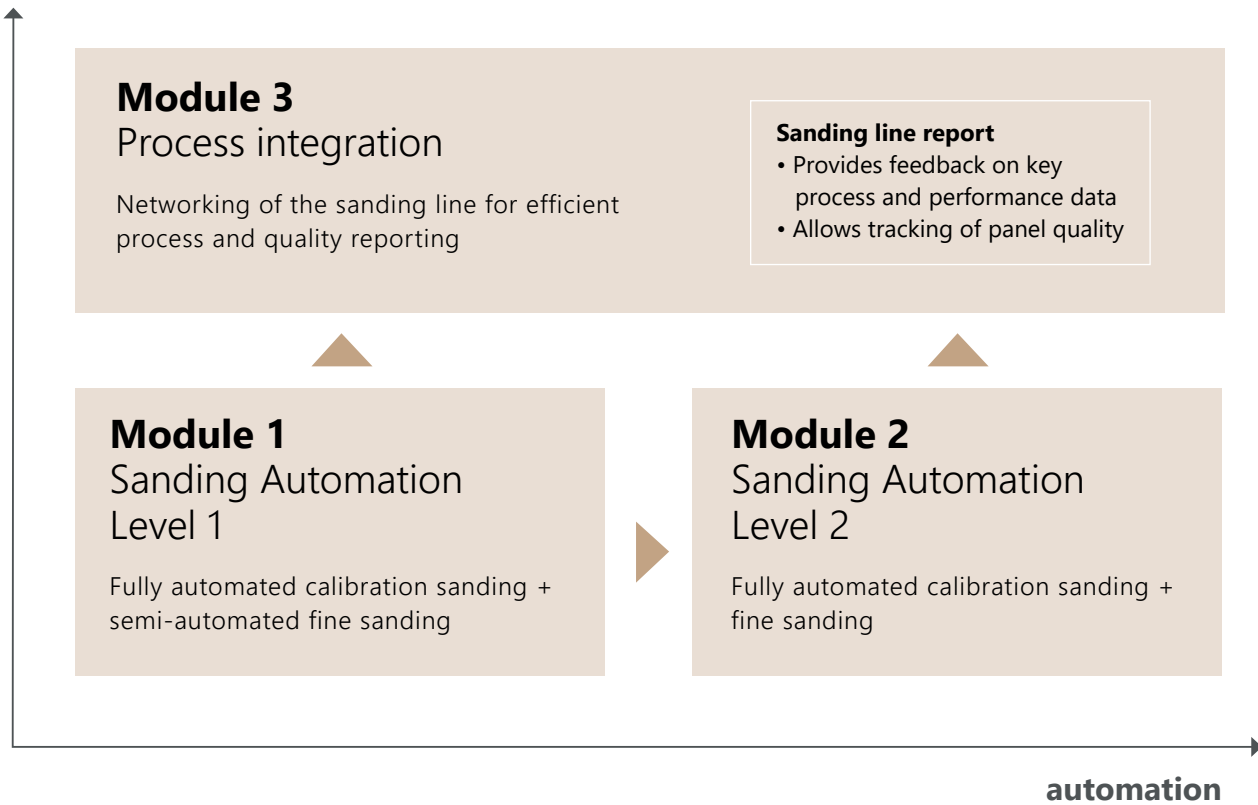 Module 3
Process integration
Networking of the sanding line for efficient
process and quality reporting
Sanding line report
• Provides feedback on key
process and performance data
• Allows tracking of panel quality
Module 1
Sanding Automation
Level 1
Fully automated calibration sanding +
semi-automated fine sanding
Module 2
Sanding Automation
Level 2
Fully automated calibration sanding +
fine sanding
automation